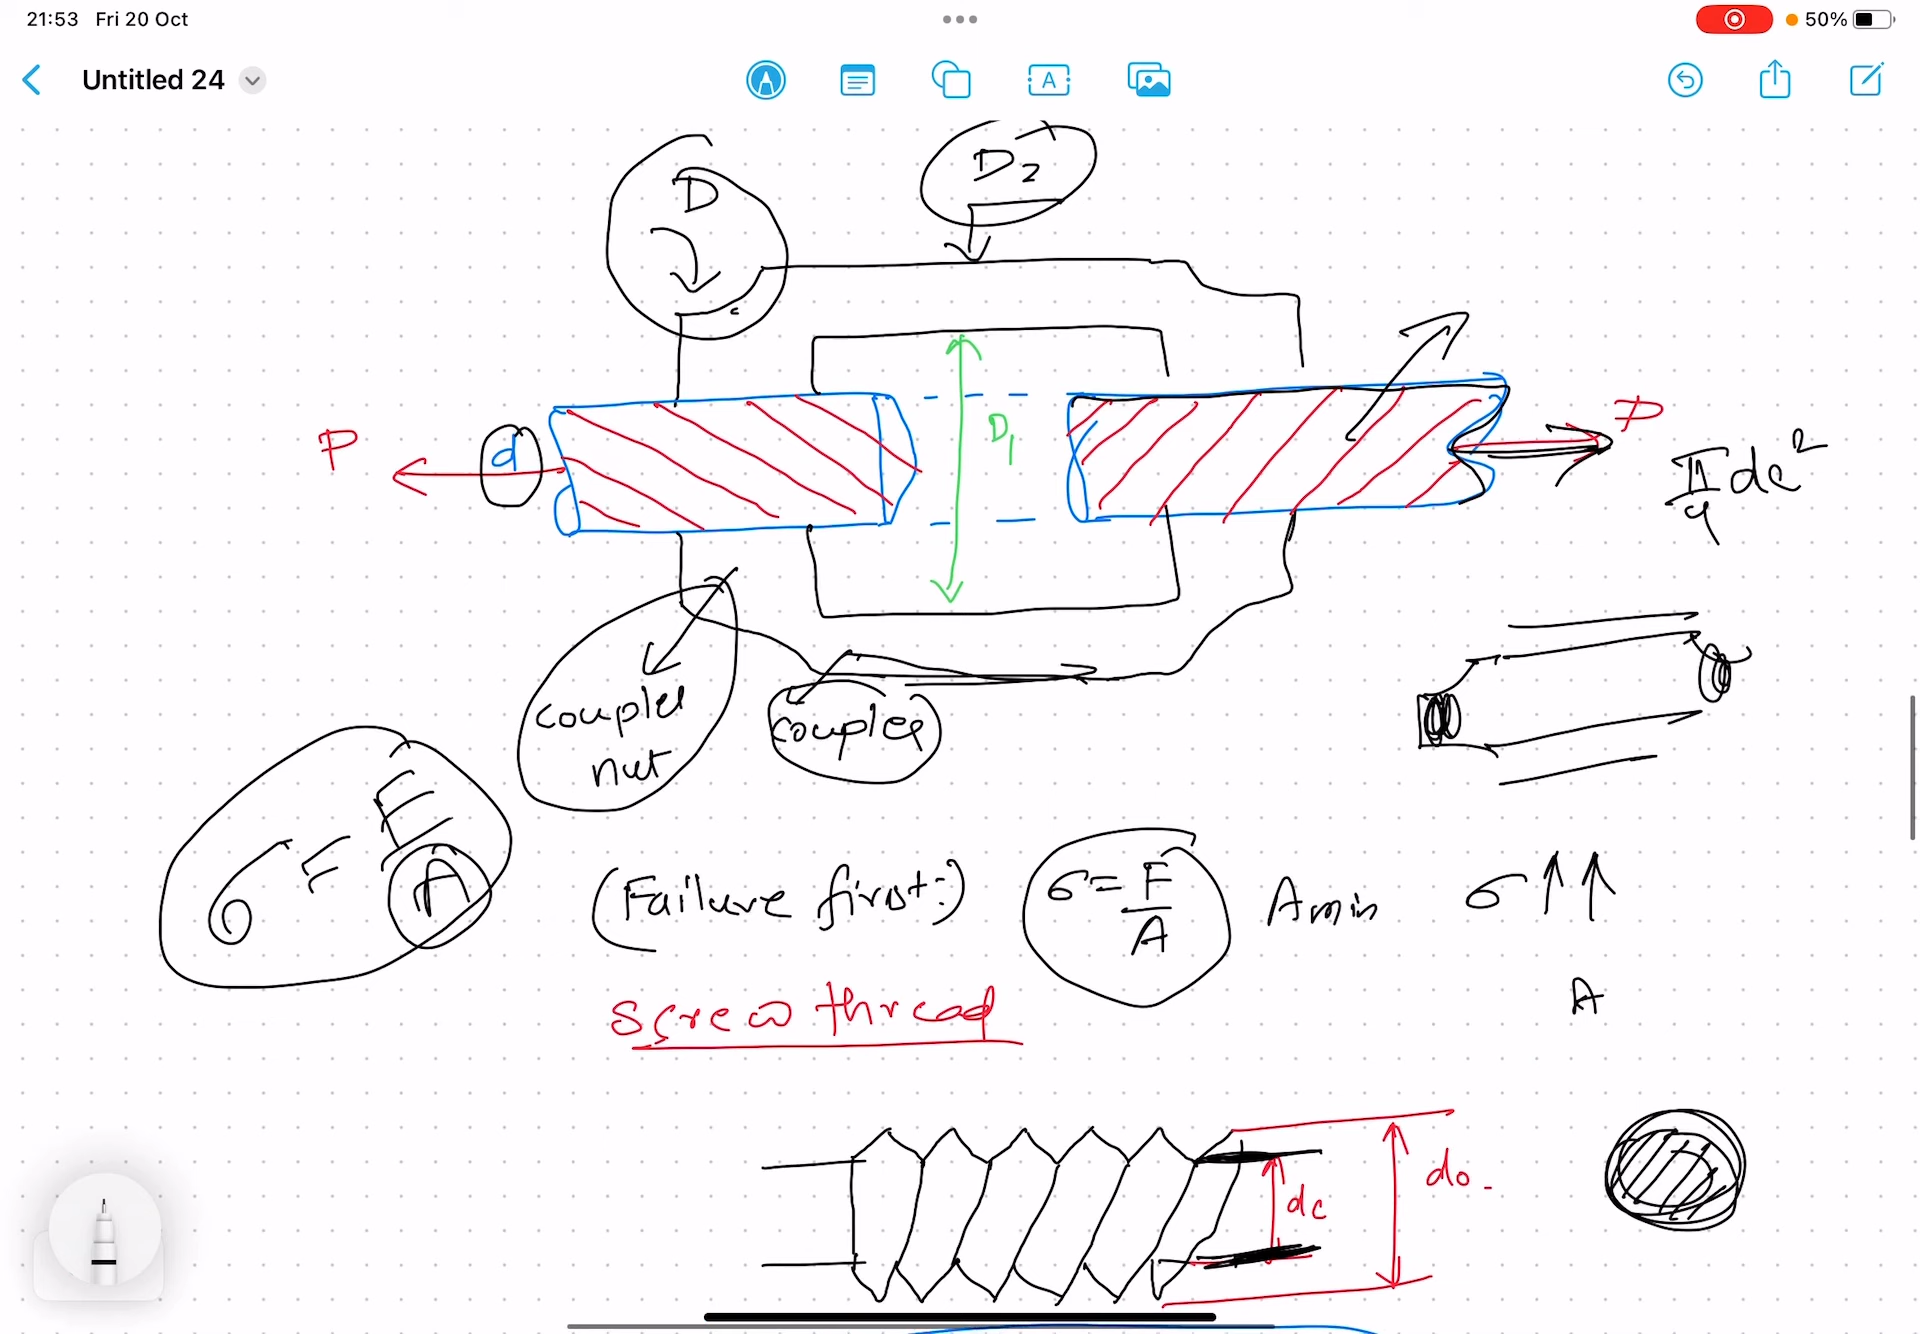 21:53 Fri 20 Oct
50%
Untitled 24
A
D
D2
P
d
D1
P
π/4 dc²
coupler nut
coupler
σ = F/A
(Failure first:)
σ = F/A
Amin
σ ↑↑
A
Screw thread
dc
do.